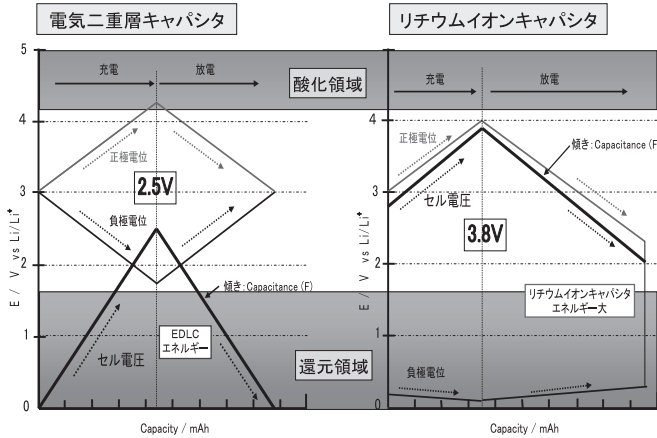 電気二重層キャパシタ
リチウムイオンキャパシタ
5
4
3
2
1
0
E / V vs Li/Li+
充電
放電
酸化領域
正極電位
2.5V
負極電位
傾き:Capacitance (F)
セル電圧
EDLC
エネルギー
還元領域
Capacity / mAh
5
4
3
2
1
0
E / V vs Li/Li+
充電
放電
正極電位
傾き:Capacitance (F)
セル電圧
3.8V
リチウムイオンキャパシタ
エネルギー大
負極電位
Capacity / mAh